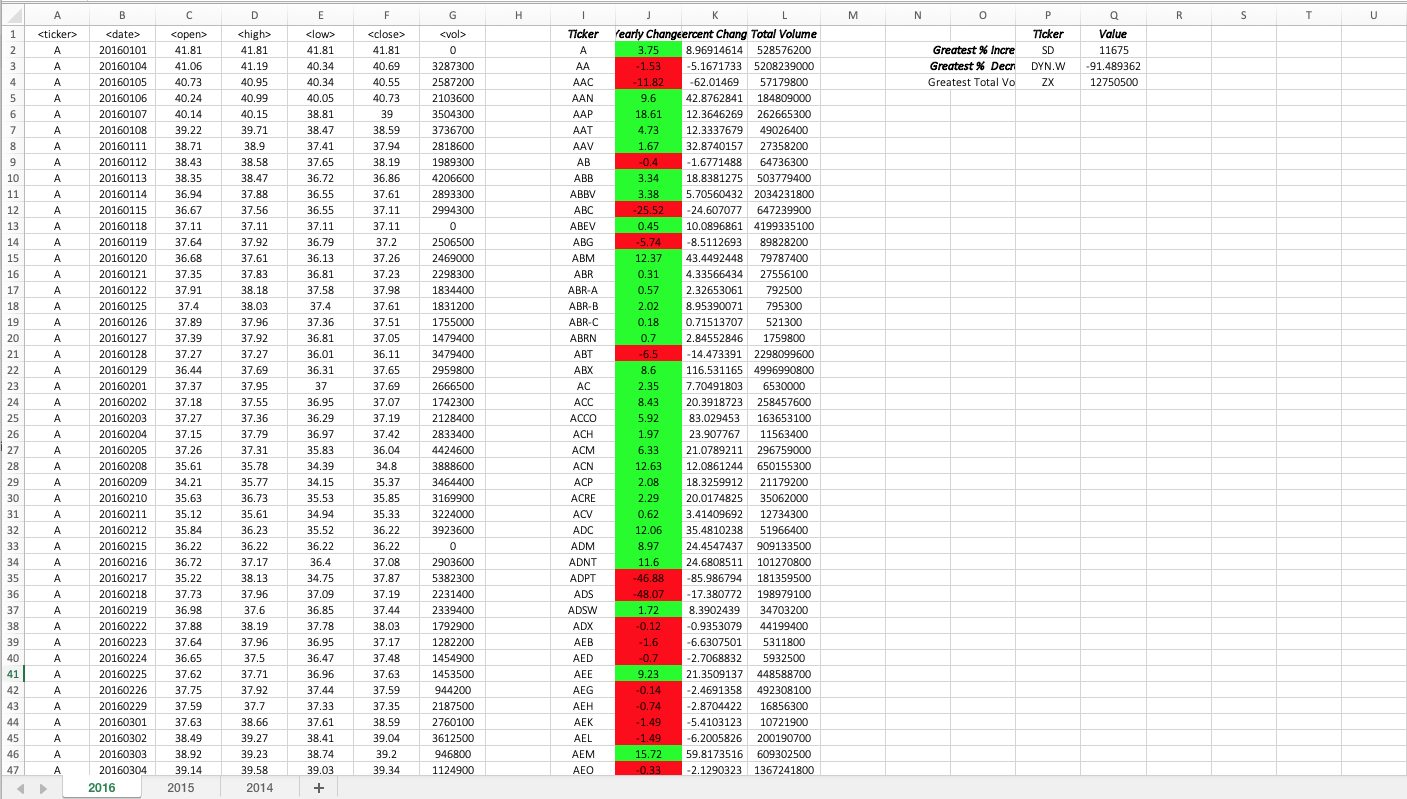 A B C D E F G H I J K L M N O P Q R S T U
1 <ticker> <date> <open> <high> <low> <close> <vol> Ticker Yearly Change ercent Chang Total Volume Ticker Value
2 A 20160101 41.81 41.81 41.81 41.81 0 A 3.75 8.96914614 528576200 Greatest % Incre SD 11675
3 A 20160104 41.06 41.19 40.34 40.69 3287300 AA -1.53 -5.1671733 5208239000 Greatest % Decr DYN.W -91.489362
4 A 20160105 40.73 40.95 40.34 40.55 2587200 AAC -11.82 -62.01469 57179800 Greatest Total Vo ZX 12750500
5 A 20160106 40.24 40.99 40.05 40.73 2103600 AAN 9.6 42.8762841 184809000
6 A 20160107 40.14 40.15 38.81 39 3504300 AAP 18.61 12.3646269 262665300
7 A 20160108 39.22 39.71 38.47 38.59 3736700 AAT 4.73 12.3337679 49026400
8 A 20160111 38.71 38.9 37.41 37.94 2818600 AAV 1.67 32.8740157 27358200
9 A 20160112 38.43 38.58 37.65 38.19 1989300 AB -0.4 -1.6771488 64736300
10 A 20160113 38.35 38.47 36.72 36.86 4206600 ABB 3.34 18.8381275 503779400
11 A 20160114 36.94 37.88 36.55 37.61 2893300 ABBV 3.38 5.70560432 2034231800
12 A 20160115 36.67 37.56 36.55 37.11 2994300 ABC -25.52 -24.607077 647239900
13 A 20160118 37.11 37.11 37.11 37.11 0 ABEV 0.45 10.0896861 4199335100
14 A 20160119 37.64 37.92 36.79 37.2 2506500 ABG -5.74 -8.5112693 89828200
15 A 20160120 36.68 37.61 36.13 37.26 2469000 ABM 12.37 43.4492448 79787400
16 A 20160121 37.35 37.83 36.81 37.23 2298300 ABR 0.31 4.33566434 27556100
17 A 20160122 37.91 38.18 37.58 37.98 1834400 ABR-A 0.57 2.32653061 792500
18 A 20160125 37.4 38.03 37.4 37.61 1831200 ABR-B 2.02 8.95390071 795300
19 A 20160126 37.89 37.96 37.36 37.51 1755000 ABR-C 0.18 0.71513707 521300
20 A 20160127 37.39 37.92 36.81 37.05 1479400 ABRN 0.7 2.84552846 1759800
21 A 20160128 37.27 37.27 36.01 36.11 3479400 ABT -6.5 -14.473391 2298099600
22 A 20160129 36.44 37.69 36.31 37.65 2959800 ABX 8.6 116.531165 4996990800
23 A 20160201 37.37 37.95 37 37.69 2666500 AC 2.35 7.70491803 6530000
24 A 20160202 37.18 37.55 36.95 37.07 1742300 ACC 8.43 20.3918723 258457600
25 A 20160203 37.27 37.36 36.29 37.19 2128400 ACCO 5.92 83.029453 163653100
26 A 20160204 37.15 37.79 36.97 37.42 2833400 ACH 1.97 23.907767 11563400
27 A 20160205 37.26 37.31 35.83 36.04 4424600 ACM 6.33 21.0789211 296759000
28 A 20160208 35.61 35.78 34.39 34.8 3888600 ACN 12.63 12.0861244 650155300
29 A 20160209 34.21 35.77 34.15 35.37 3464400 ACP 2.08 18.3259912 21179200
30 A 20160210 35.63 36.73 35.53 35.85 3169900 ACRE 2.29 20.0174825 35062000
31 A 20160211 35.12 35.61 34.94 35.33 3224000 ACV 0.62 3.41409692 12734300
32 A 20160212 35.84 36.23 35.52 36.22 3923600 ADC 12.06 35.4810238 51966400
33 A 20160215 36.22 36.22 36.22 36.22 0 ADM 8.97 24.4547437 909133500
34 A 20160216 36.72 37.17 36.4 37.08 2903600 ADNT 11.6 24.6808511 101270800
35 A 20160217 35.22 38.13 34.75 37.87 5382300 ADPT -46.88 -85.986794 181359500
36 A 20160218 37.73 37.96 37.09 37.19 2231400 ADS -48.07 -17.380772 198979100
37 A 20160219 36.98 37.6 36.85 37.44 2339400 ADSW 1.72 8.3902439 34703200
38 A 20160222 37.88 38.19 37.78 38.03 1792900 ADX -0.12 -0.9353079 44199400
39 A 20160223 37.64 37.96 36.95 37.17 1282200 AEB -1.6 -6.6307501 5311800
40 A 20160224 36.65 37.5 36.47 37.48 1454900 AED -0.7 -2.7068832 5932500
41 A 20160225 37.62 37.71 36.96 37.63 1453500 AEE 9.23 21.3509137 448588700
42 A 20160226 37.75 37.92 37.44 37.59 944200 AEG -0.14 -2.4691358 492308100
43 A 20160229 37.59 37.7 37.33 37.35 2187500 AEH -0.74 -2.8704422 16856300
44 A 20160301 37.63 38.66 37.61 38.59 2760100 AEK -1.49 -5.4103123 10721900
45 A 20160302 38.49 39.27 38.41 39.04 3612500 AEL -1.49 -6.2005826 200190700
46 A 20160303 38.92 39.23 38.74 39.2 946800 AEM 15.72 59.8173516 609302500
47 A 20160304 39.14 39.58 39.03 39.34 1124900 AEO -0.33 -2.1290323 1367241800
2016 2015 2014 +